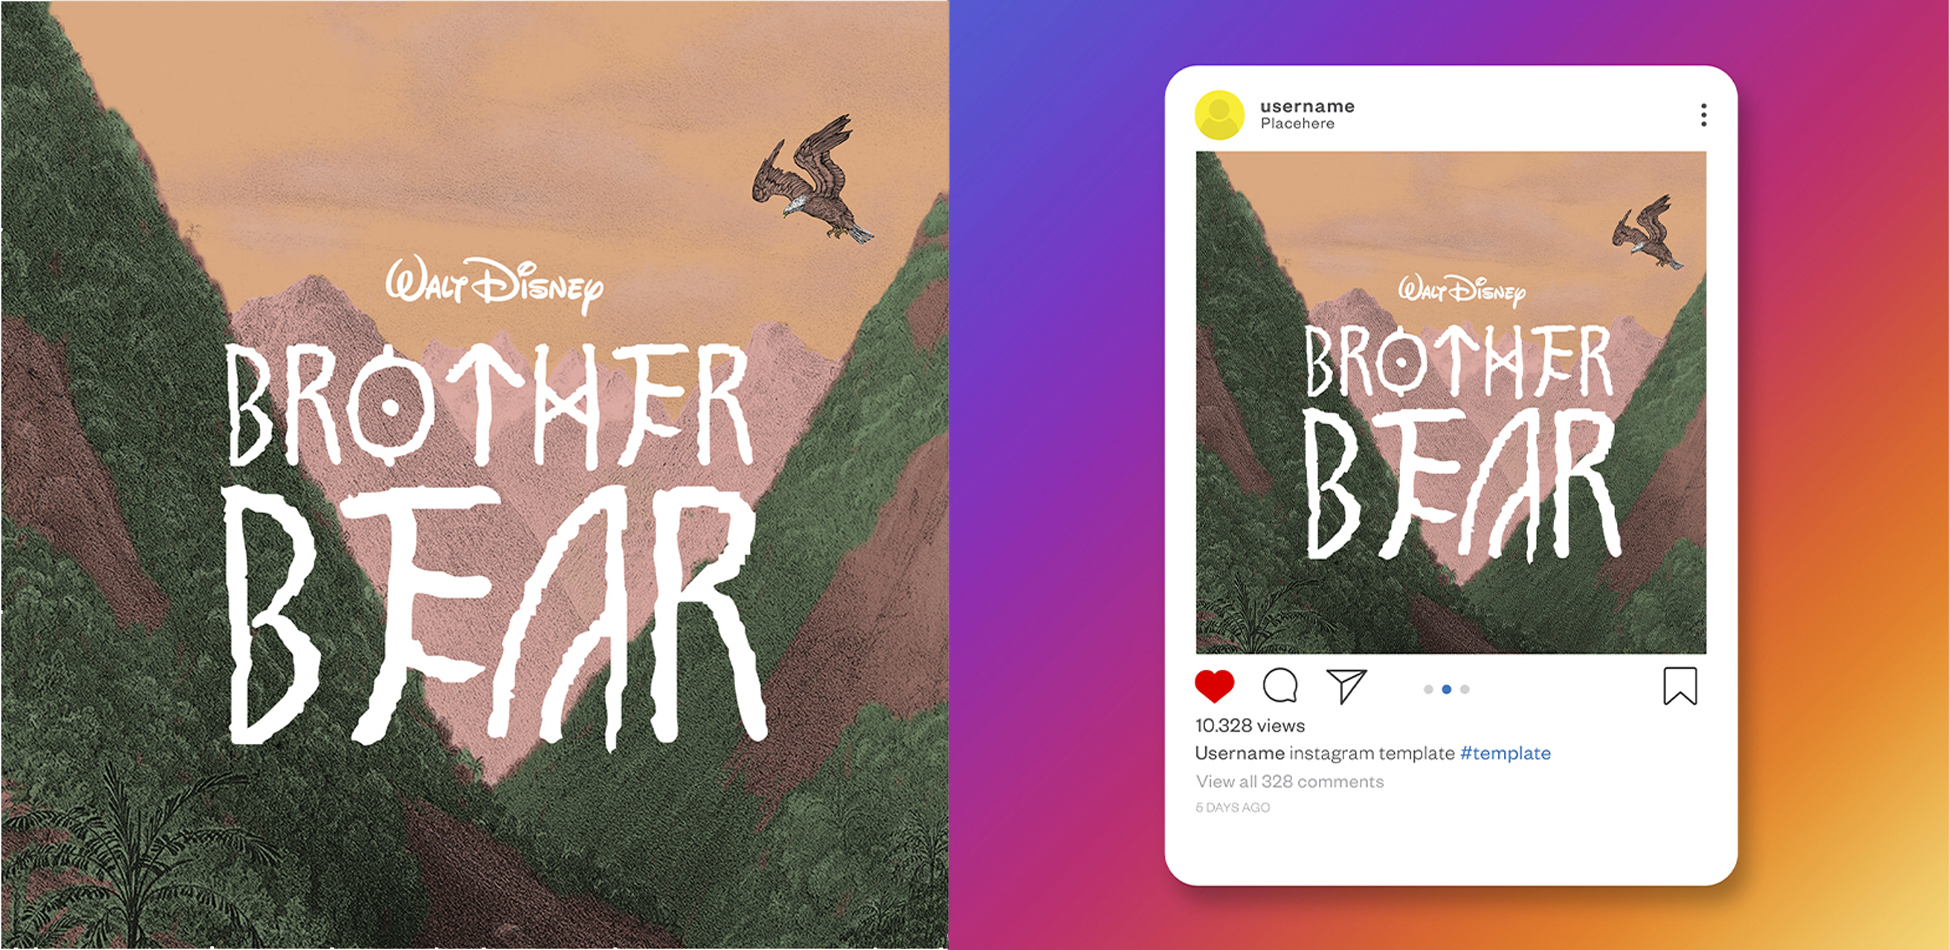 WALT DISNEY
BROTHER
BEAR
username
Placehere
WALT DISNEY
BROTHER
BEAR
10.328 views
Username instagram template #template
View all 328 comments
5 DAYS AGO